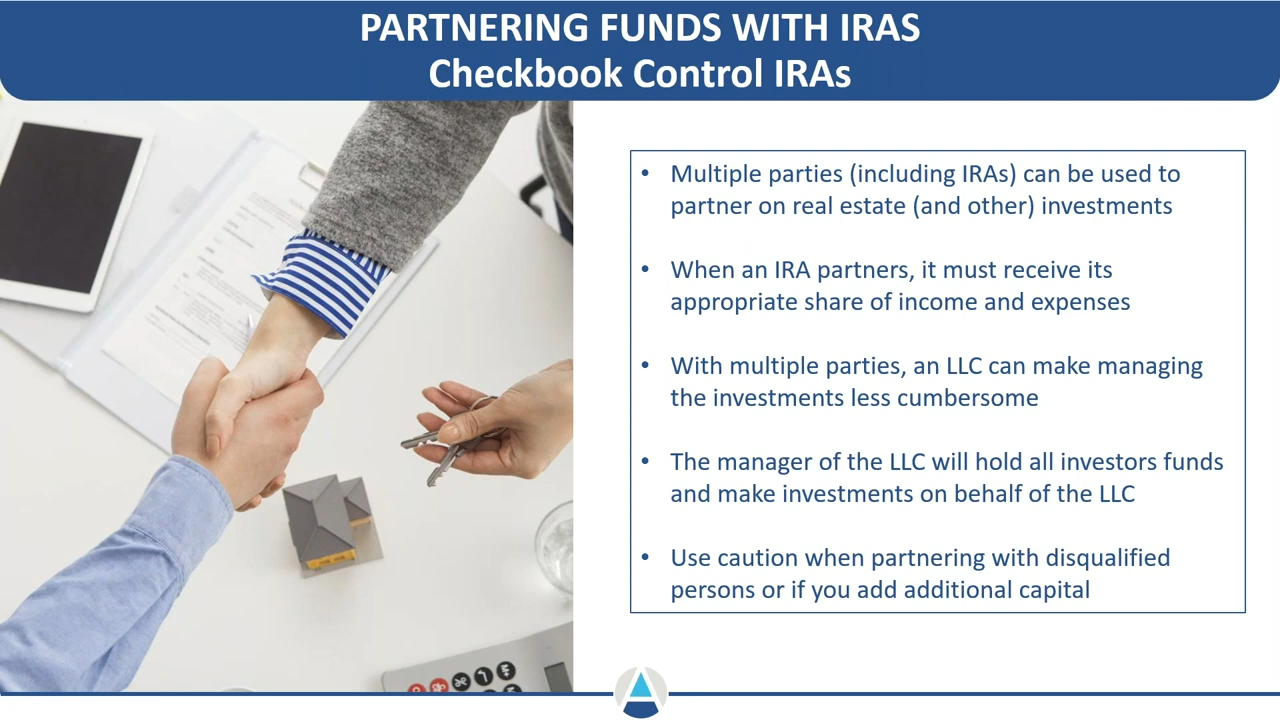 PARTNERING FUNDS WITH IRAS
Checkbook Control IRAs
• Multiple parties (including IRAs) can be used to
partner on real estate (and other) investments
• When an IRA partners, it must receive its
appropriate share of income and expenses
• With multiple parties, an LLC can make managing
the investments less cumbersome
• The manager of the LLC will hold all investors funds
and make investments on behalf of the LLC
• Use caution when partnering with disqualified
persons or if you add additional capital